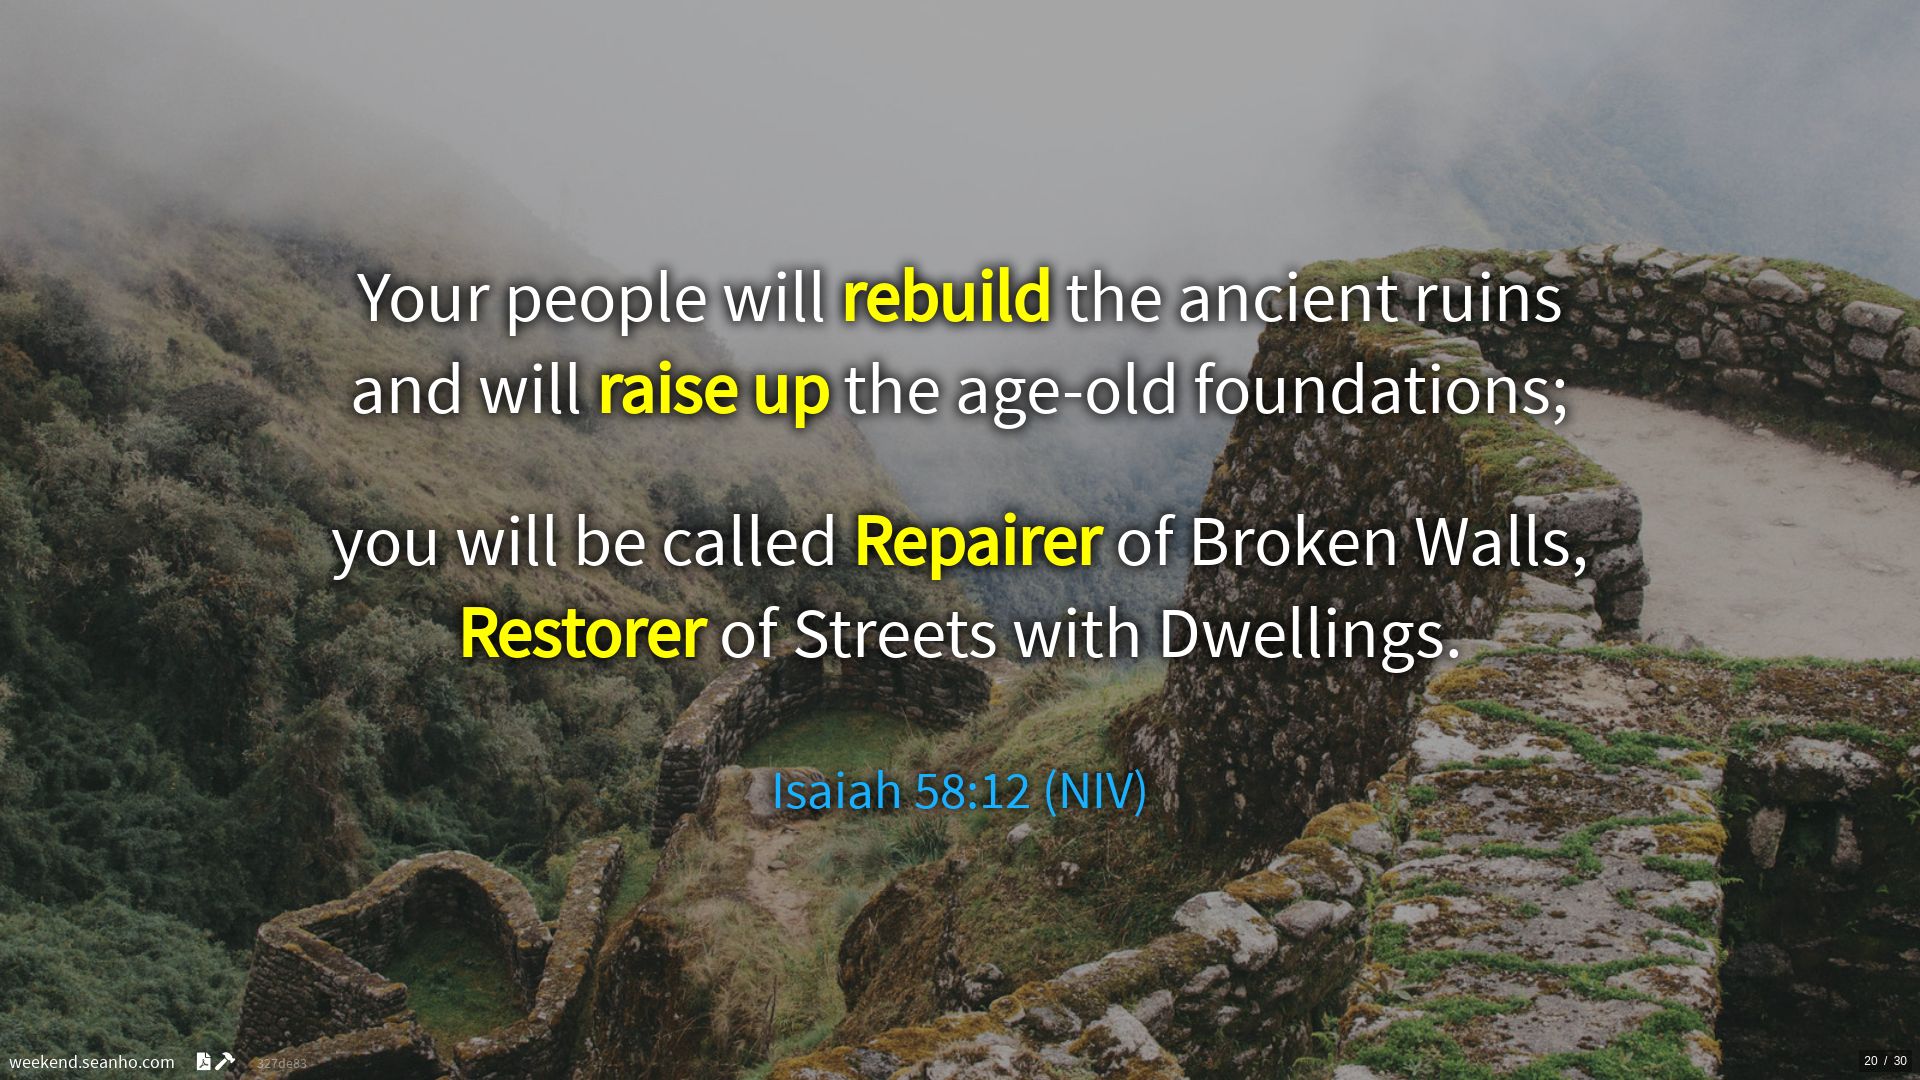 Your people will rebuild the ancient ruins
and will raise up the age-old foundations;
you will be called Repairer of Broken Walls,
Restorer of Streets with Dwellings.
Isaiah 58:12 (NIV)
weekend.seanho.com
327de83
20 / 30